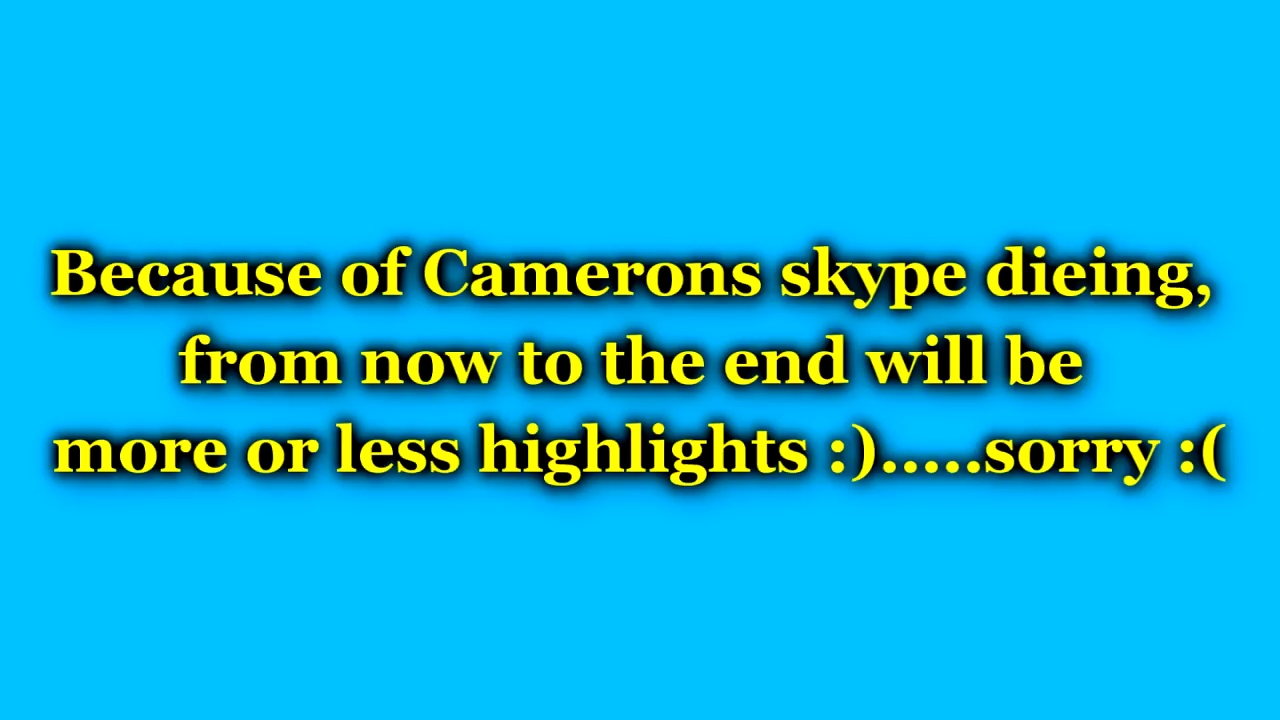 Because of Camerons skype dieing,
from now to the end will be
more or less highlights :).....sorry :(